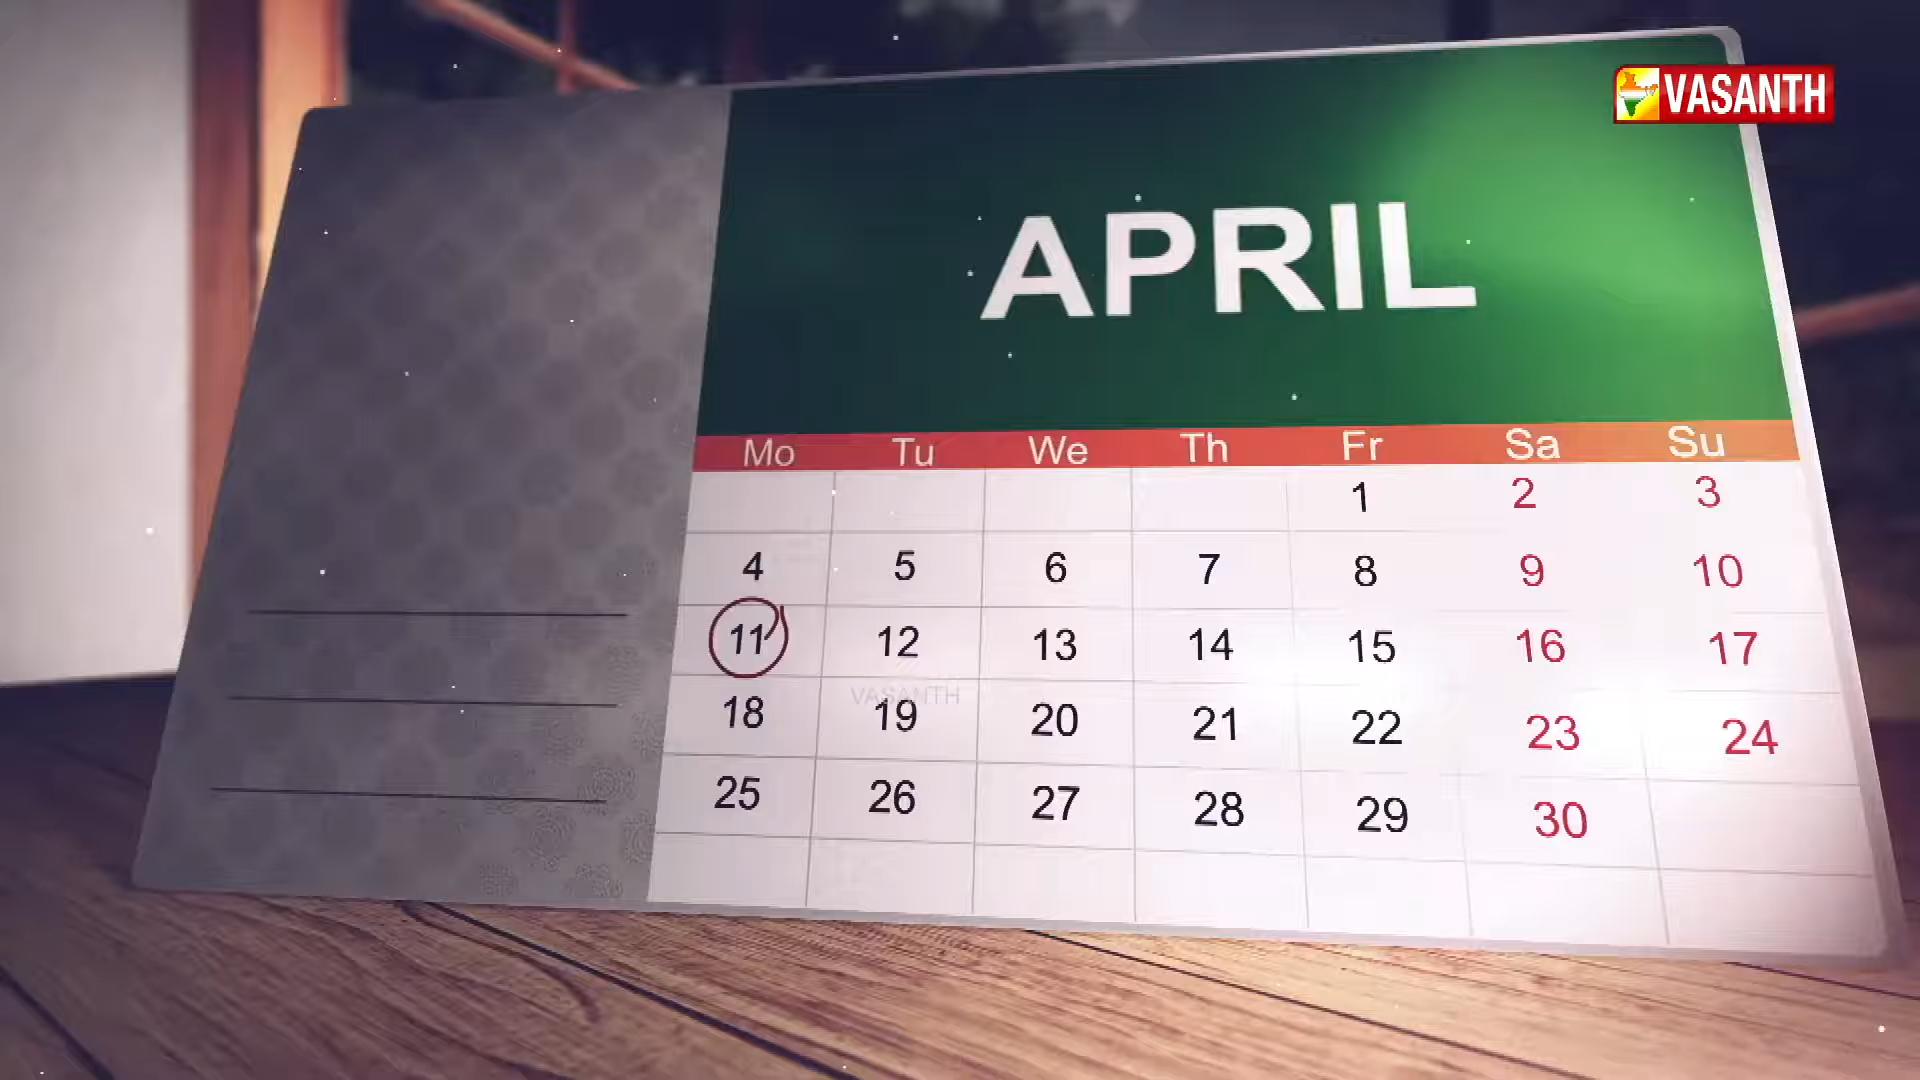 VASANTH
APRIL
Mo Tu We Th Fr Sa Su
1 2 3
4 5 6 7 8 9 10
11 12 13 14 15 16 17
VASANTH
18 19 20 21 22 23 24
25 26 27 28 29 30